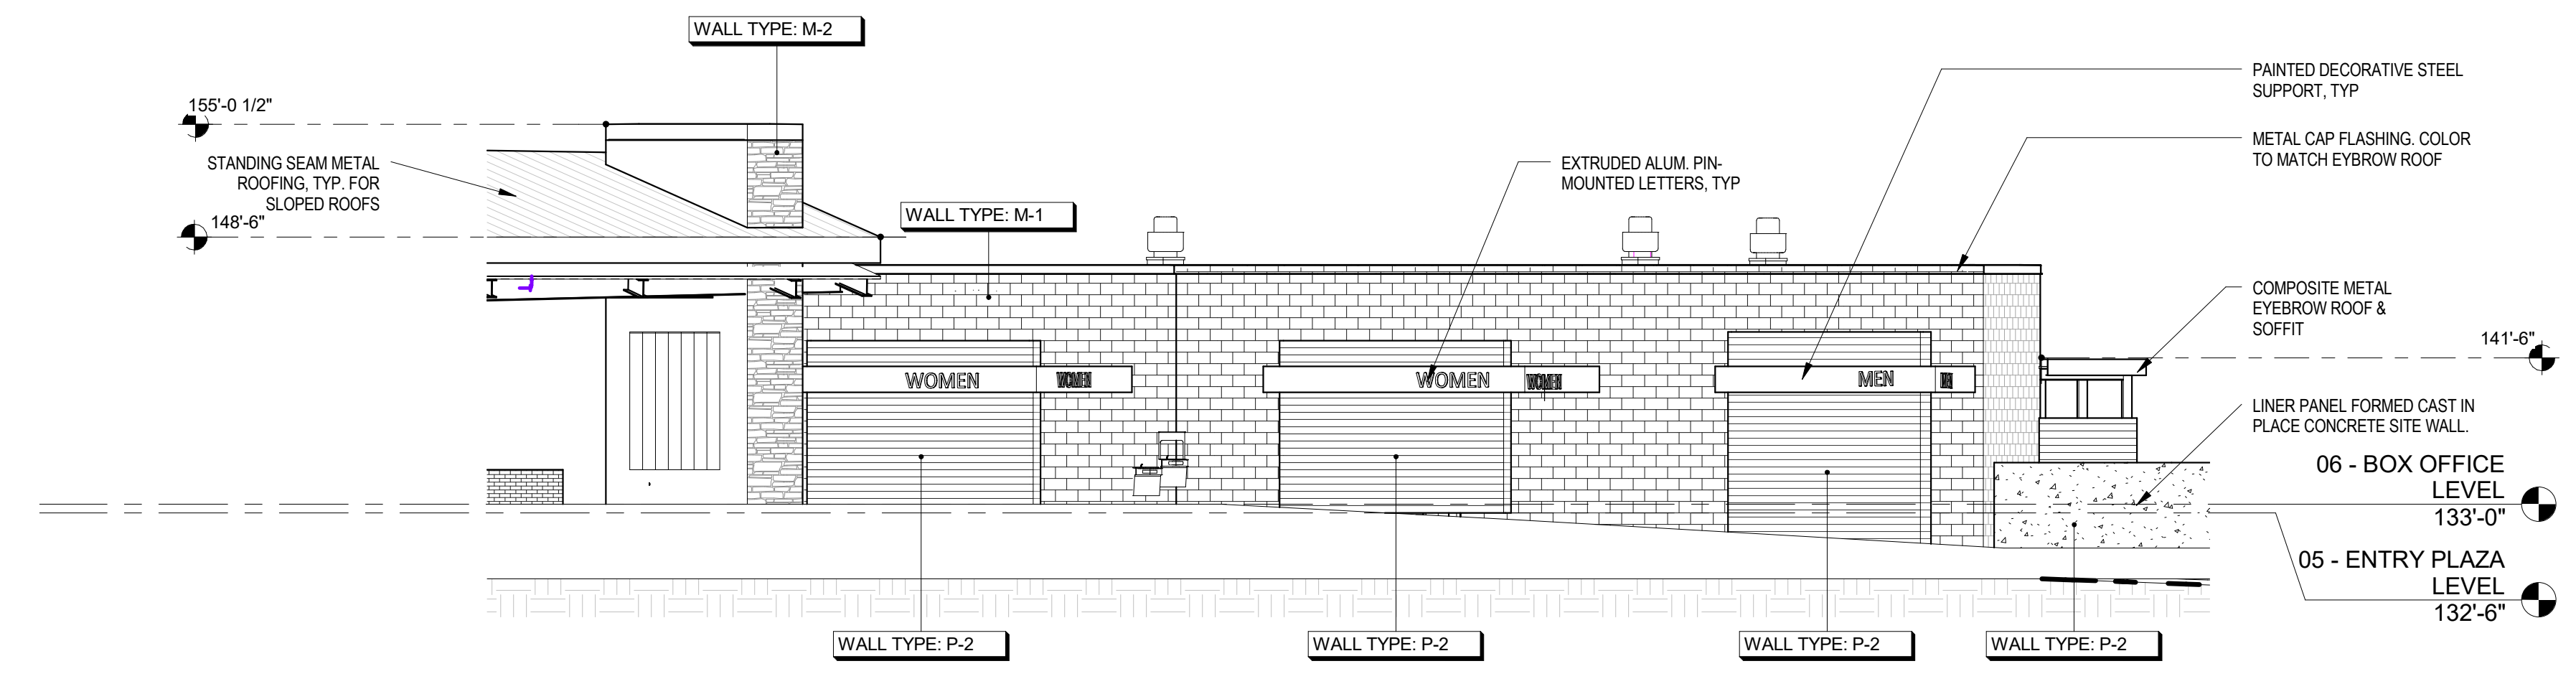 WALL TYPE: M-2
155'-0 1/2"
STANDING SEAM METAL
ROOFING, TYP. FOR
SLOPED ROOFS
148'-6"
WALL TYPE: M-1
EXTRUDED ALUM. PIN-
MOUNTED LETTERS, TYP
PAINTED DECORATIVE STEEL
SUPPORT, TYP
METAL CAP FLASHING. COLOR
TO MATCH EYBROW ROOF
COMPOSITE METAL
EYEBROW ROOF &
SOFFIT
141'-6"
WOMEN
WOMEN
WOMEN
WOMEN
MEN
MEN
LINER PANEL FORMED CAST IN
PLACE CONCRETE SITE WALL.
06 - BOX OFFICE
LEVEL
133'-0"
05 - ENTRY PLAZA
LEVEL
132'-6"
WALL TYPE: P-2
WALL TYPE: P-2
WALL TYPE: P-2
WALL TYPE: P-2